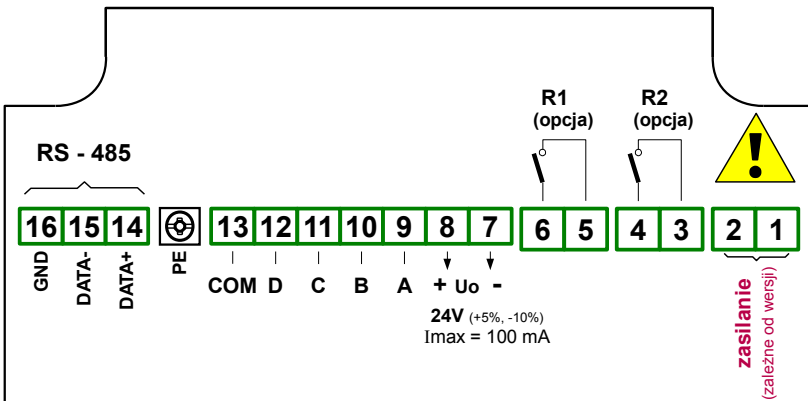 R1
(opcja)
R2
(opcja)
!
RS - 485
16 15 14
13 12 11 10 9 8 7
6 5
4 3
2 1
GND
DATA-
DATA+
PE
COM D C B A + Uo -
24V (+5%, -10%)
Imax = 100 mA
zasilanie
(zależne od wersji)